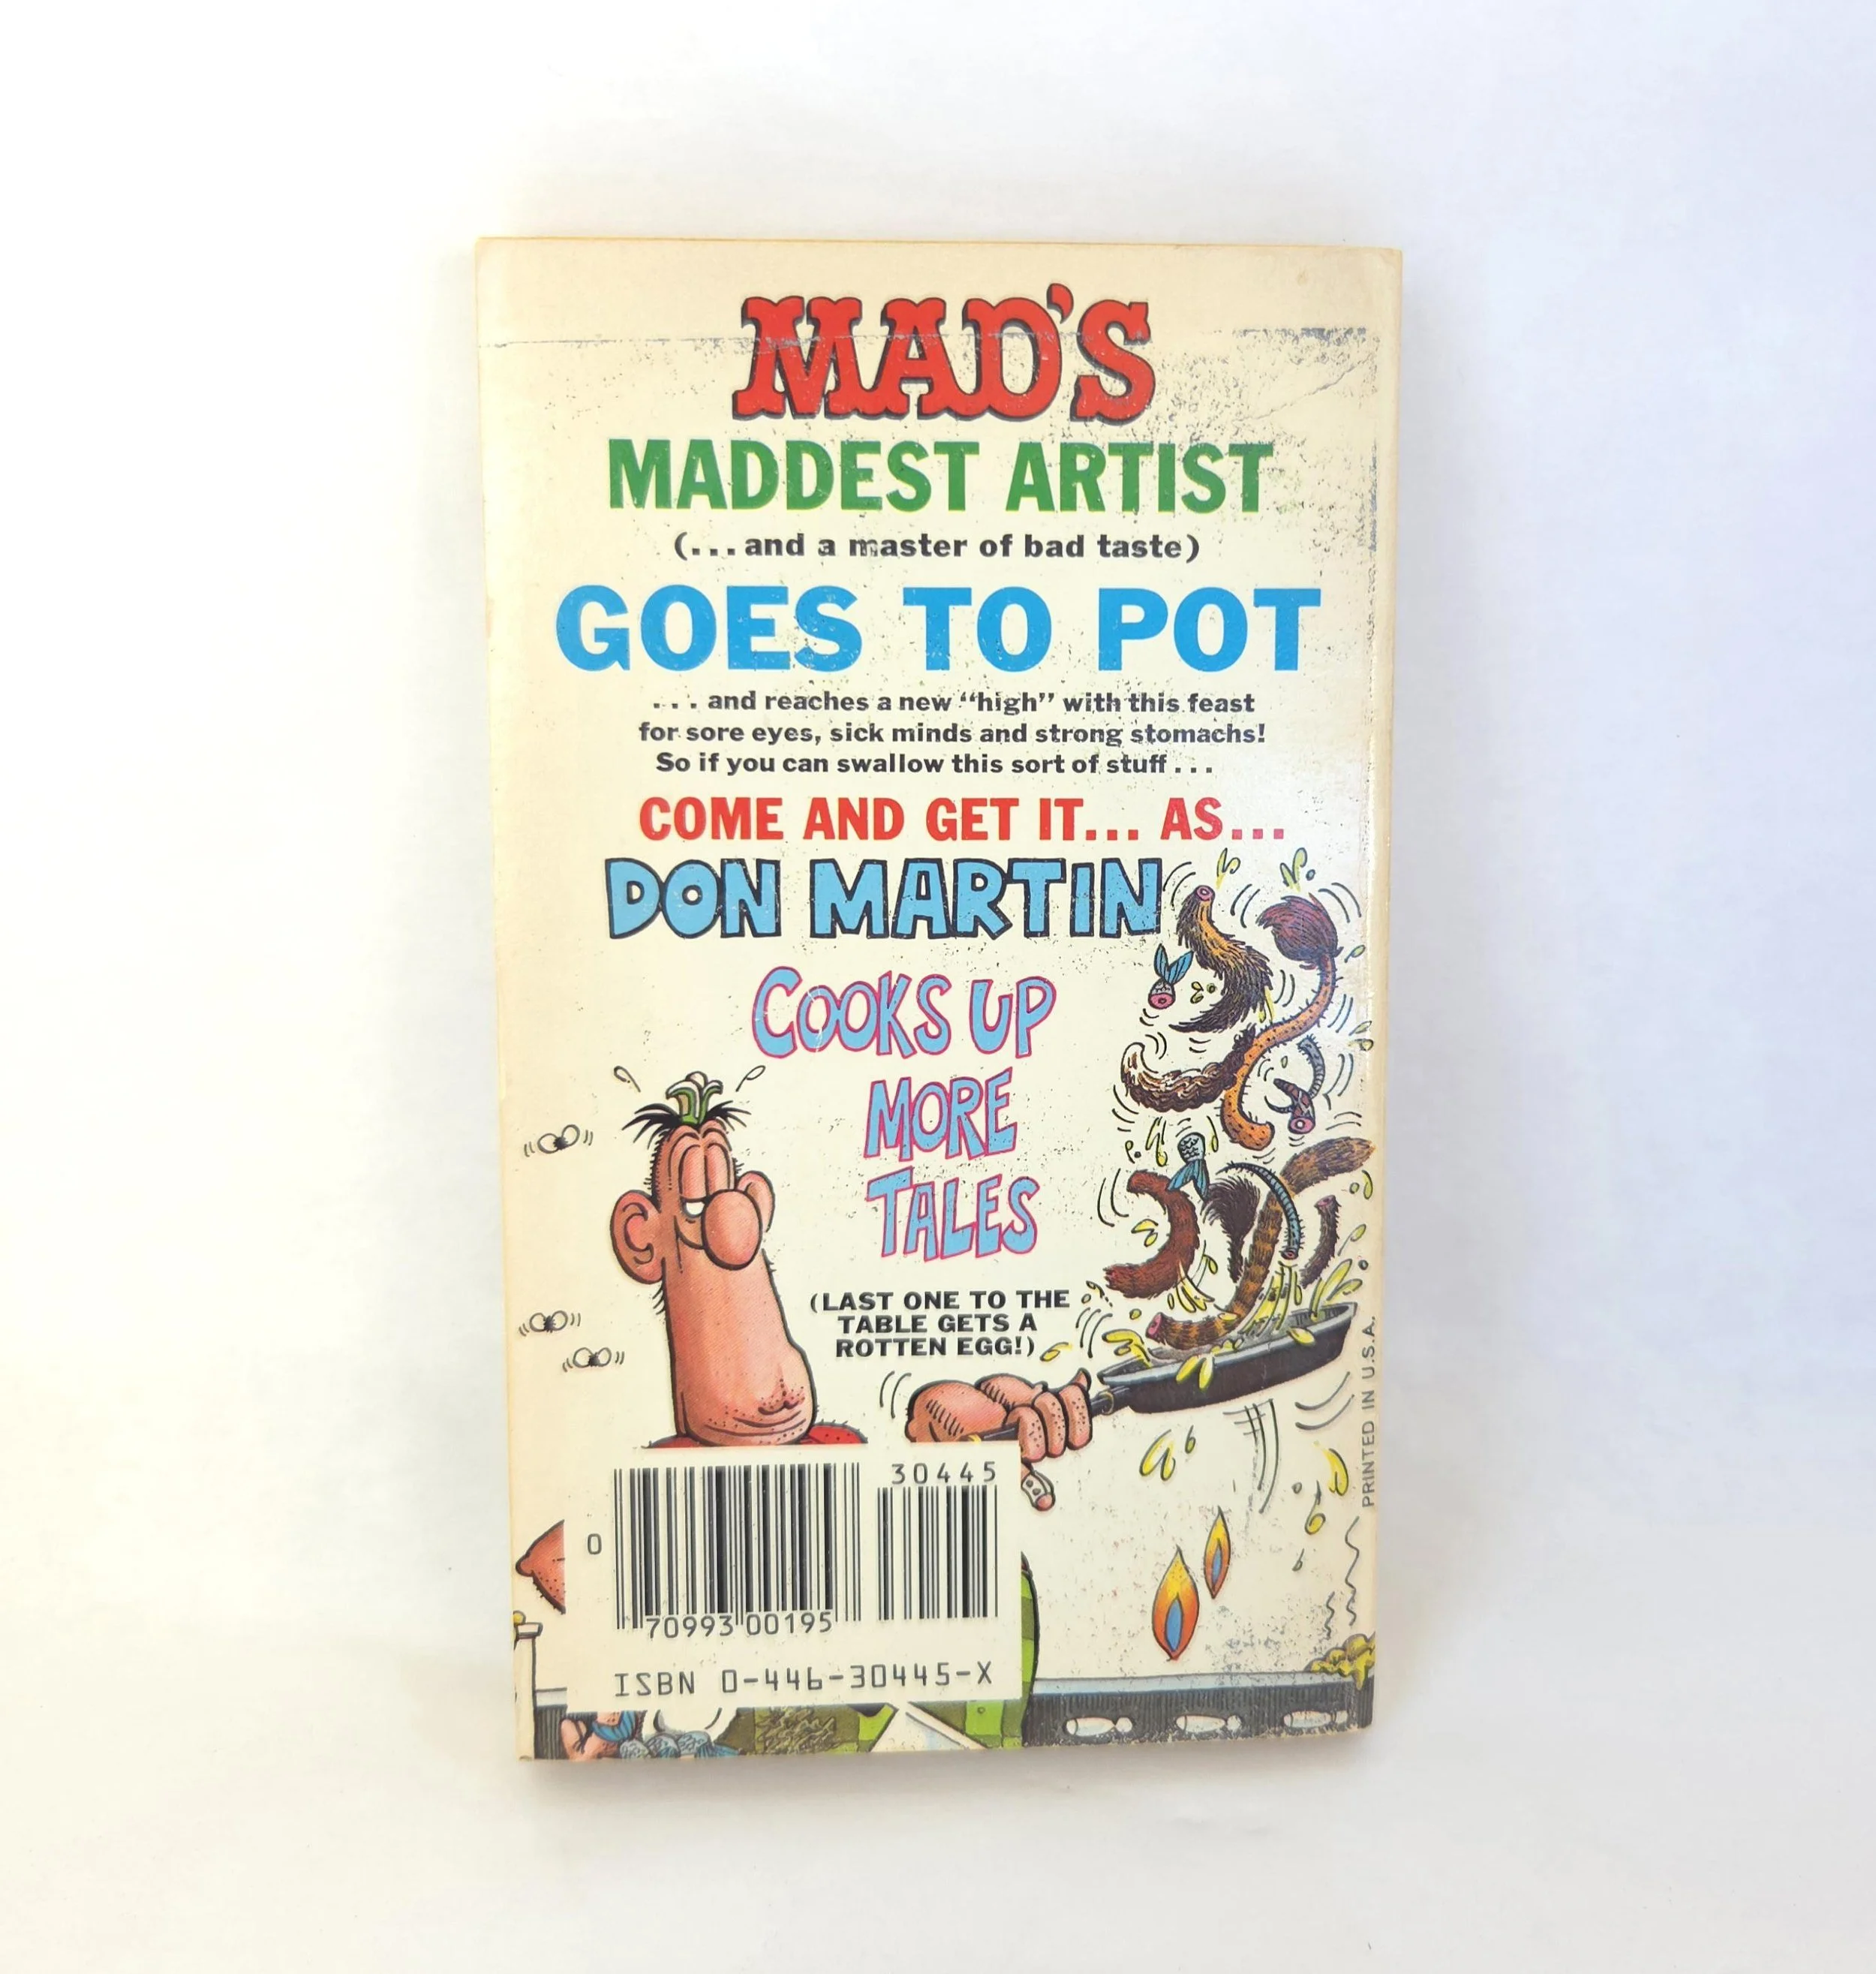 MAD'S
MADDEST ARTIST
(...and a master of bad taste)
GOES TO POT
...and reaches a new “high” with this feast
for sore eyes, sick minds and strong stomachs!
So if you can swallow this sort of stuff...
COME AND GET IT... AS...
DON MARTIN
COOKS UP
MORE
TALES
(LAST ONE TO THE
TABLE GETS A
ROTTEN EGG!)
PRINTED IN U.S.A.
30445
0
70993 00195
ISBN 0-446-30445-X